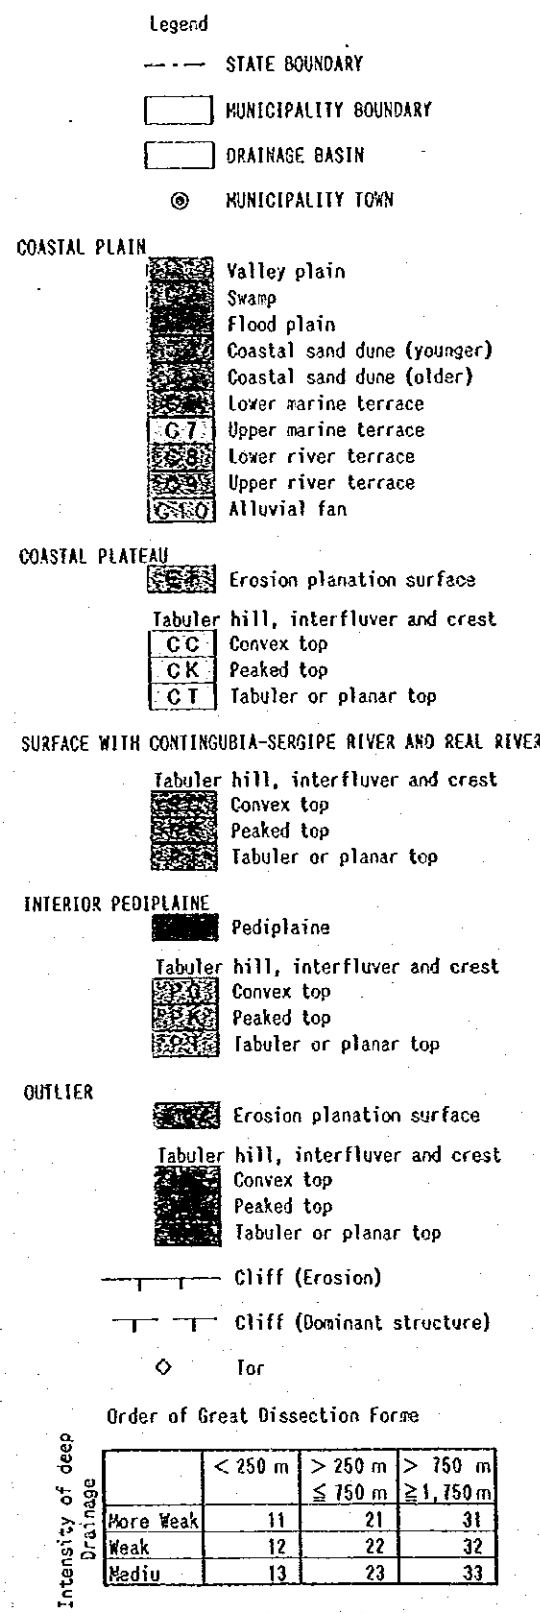 Legend
STATE BOUNDARY
MUNICIPALITY BOUNDARY
DRAINAGE BASIN
MUNICIPALITY TOWN
COASTAL PLAIN
Valley plain
Swamp
Flood plain
Coastal sand dune (younger)
Coastal sand dune (older)
Lower marine terrace
C7 Upper marine terrace
C8 Lower river terrace
C9 Upper river terrace
C10 Alluvial fan
COASTAL PLATEAU
Erosion planation surface
Tabuler hill, interfluver and crest
CC Convex top
CK Peaked top
CT Tabuler or planar top
SURFACE WITH CONTINGUBIA-SERGIPE RIVER AND REAL RIVER
Tabuler hill, interfluver and crest
Convex top
Peaked top
Tabuler or planar top
INTERIOR PEDIPLAINE
Pediplaine
Tabuler hill, interfluver and crest
Convex top
PK Peaked top
PT Tabuler or planar top
OUTLIER
Erosion planation surface
Tabuler hill, interfluver and crest
Convex top
Peaked top
Tabuler or planar top
Cliff (Erosion)
Cliff (Dominant structure)
Tor
Order of Great Dissection Forme
Intensity of deep
Drainage
< 250 m > 250 m > 750 m
≦ 750 m ≧1,750m
More Weak 11 21 31
Weak 12 22 32
Mediu 13 23 33